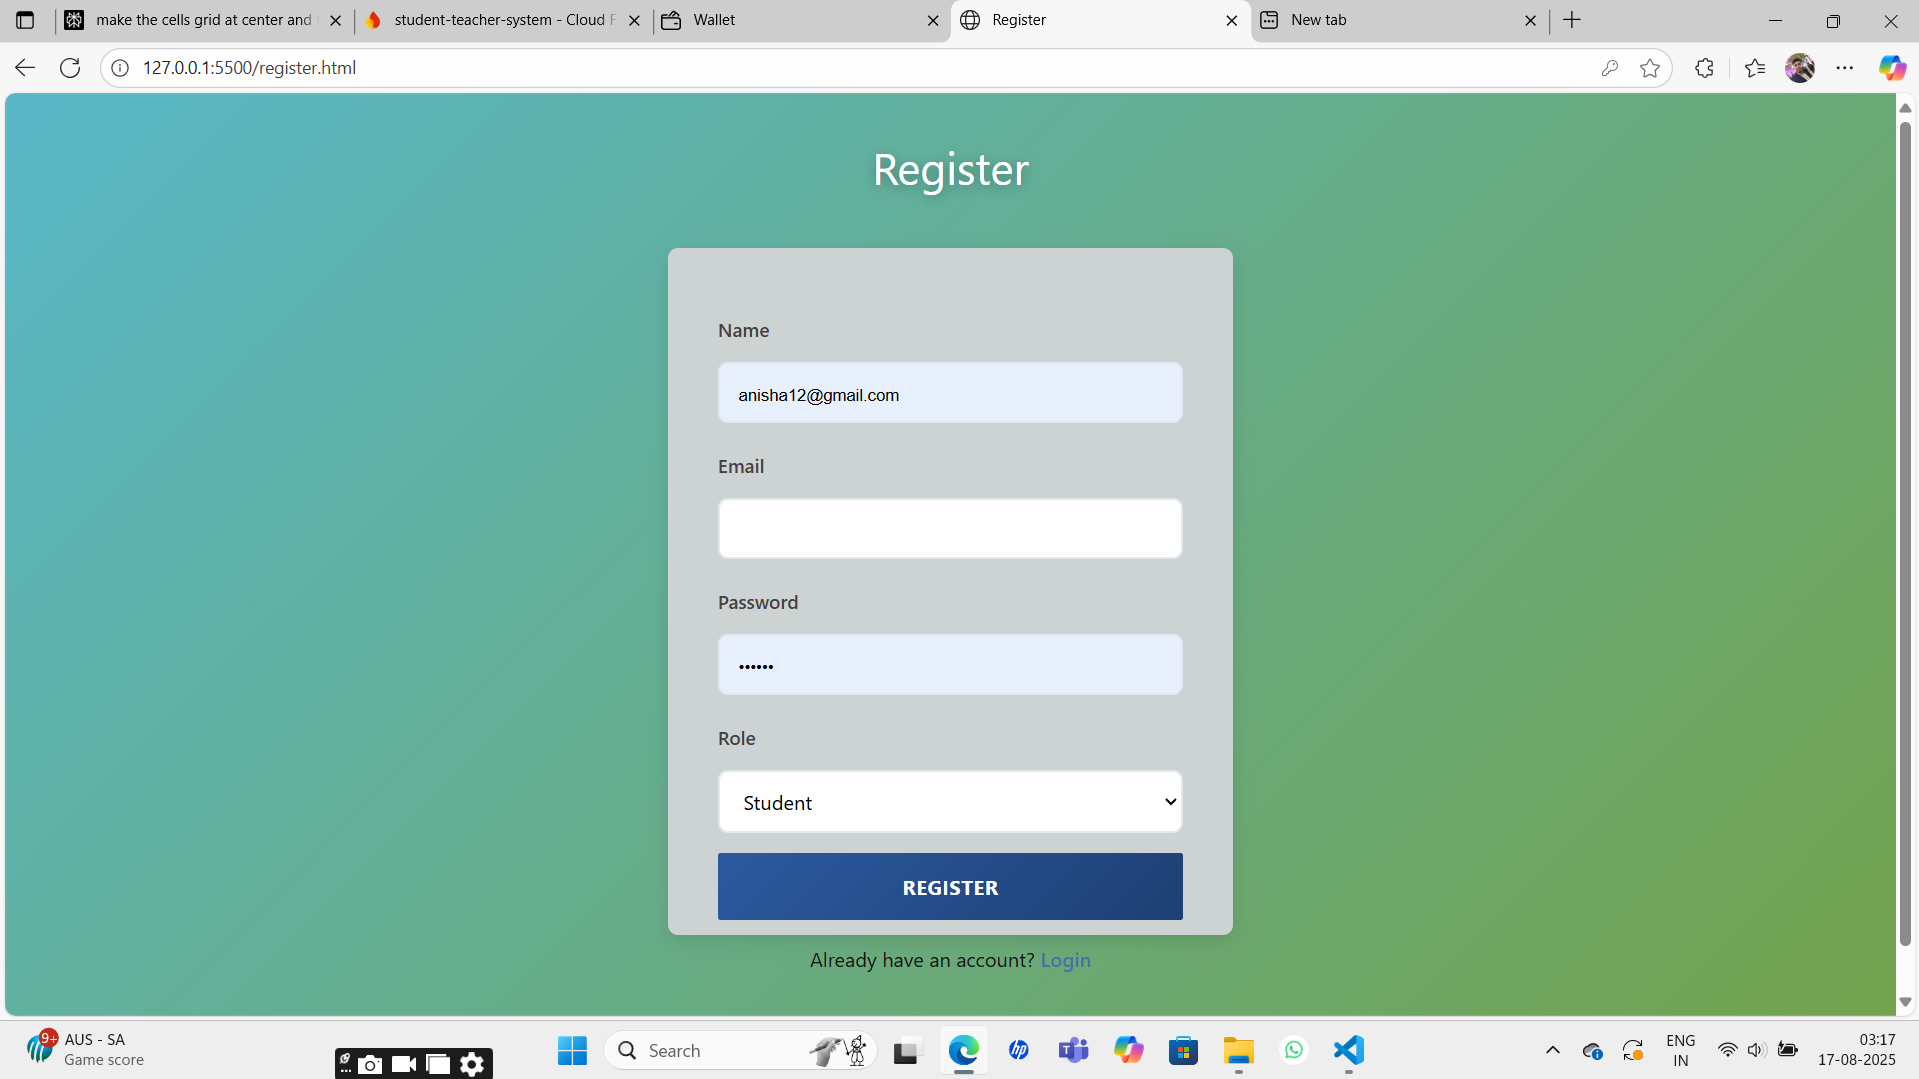 make the cells grid at center and
student-teacher-system - Cloud F
Wallet
Register
New tab
127.0.0.1:5500/register.html
Register
Name
anisha12@gmail.com
Email
Password
••••••
Role
Student
REGISTER
Already have an account? Login
9+
AUS - SA
Game score
Search
hp
ENG
IN
03:17
17-08-2025